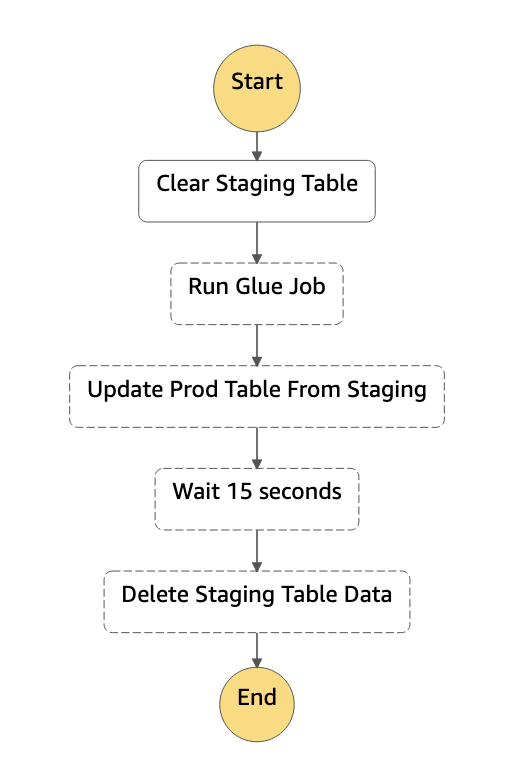 Start
Clear Staging Table
Run Glue Job
Update Prod Table From Staging
Wait 15 seconds
Delete Staging Table Data
End